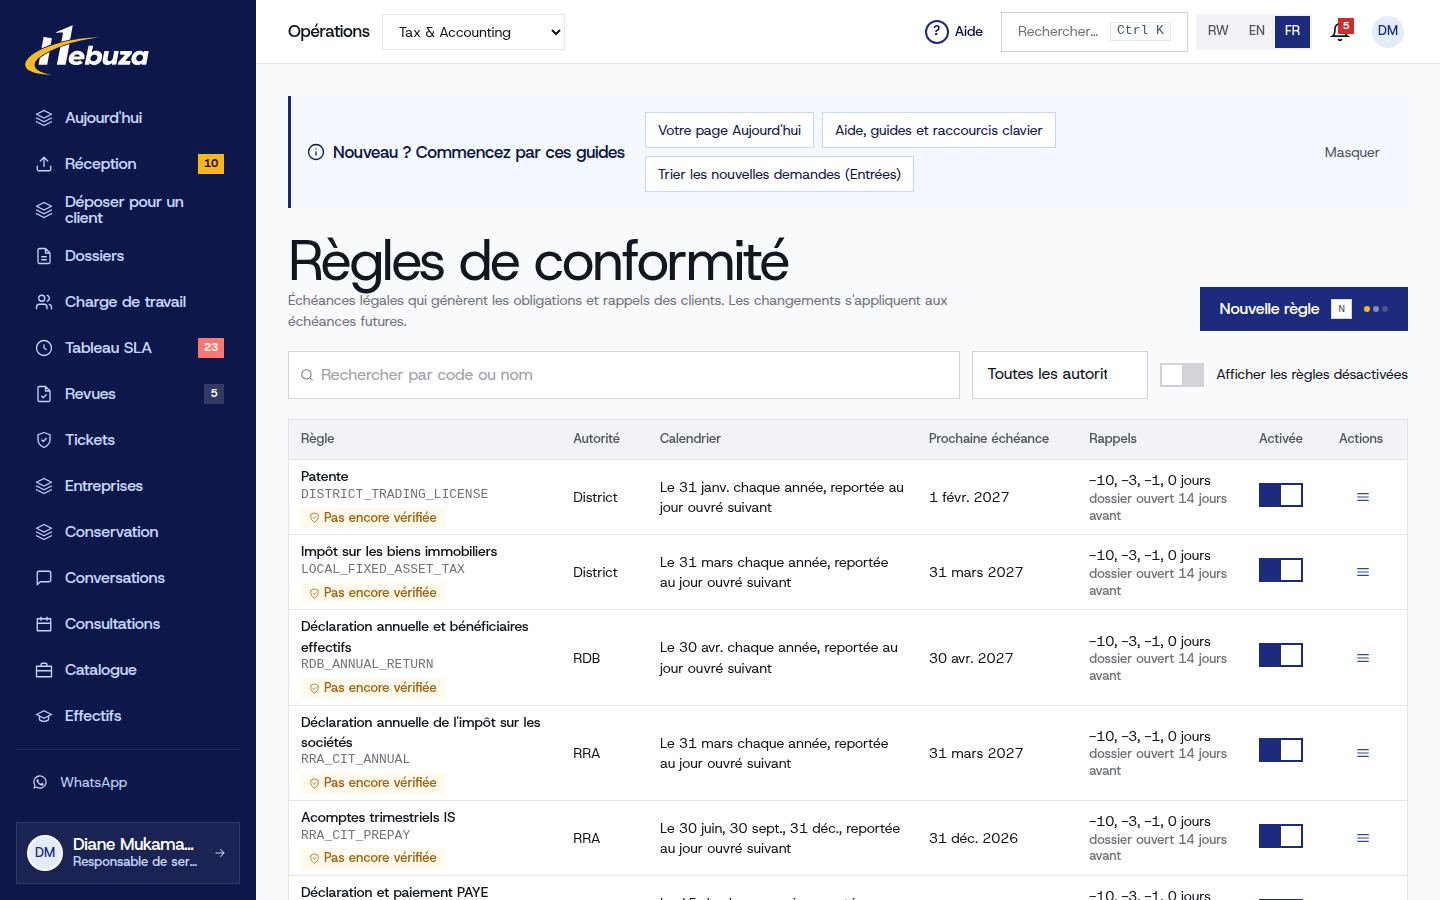 Hebuza
Opérations
Tax & Accounting
? Aide
Rechercher... Ctrl K
RW EN FR
5
DM
Aujourd'hui
Réception 10
Déposer pour un
client
Dossiers
Charge de travail
Tableau SLA 23
Revues 5
Tickets
Entreprises
Conservation
Conversations
Consultations
Catalogue
Effectifs
WhatsApp
DM
Diane Mukama...
Responsable de ser...
Nouveau ? Commencez par ces guides
Votre page Aujourd'hui
Aide, guides et raccourcis clavier
Trier les nouvelles demandes (Entrées)
Masquer
Règles de conformité
Échéances légales qui génèrent les obligations et rappels des clients. Les changements s'appliquent aux
échéances futures.
Nouvelle règle N
Rechercher par code ou nom
Toutes les autorit
Afficher les règles désactivées
Règle Autorité Calendrier Prochaine échéance Rappels Activée Actions
Patente
DISTRICT_TRADING_LICENSE
Pas encore vérifiée
District
Le 31 janv. chaque année, reportée au
jour ouvré suivant
1 févr. 2027
−10, −3, −1, 0 jours
dossier ouvert 14 jours
avant
Impôt sur les biens immobiliers
LOCAL_FIXED_ASSET_TAX
Pas encore vérifiée
District
Le 31 mars chaque année, reportée
au jour ouvré suivant
31 mars 2027
−10, −3, −1, 0 jours
dossier ouvert 14 jours
avant
Déclaration annuelle et bénéficiaires
effectifs
RDB_ANNUAL_RETURN
Pas encore vérifiée
RDB
Le 30 avr. chaque année, reportée au
jour ouvré suivant
30 avr. 2027
−10, −3, −1, 0 jours
dossier ouvert 14 jours
avant
Déclaration annuelle de l'impôt sur les
sociétés
RRA_CIT_ANNUAL
Pas encore vérifiée
RRA
Le 31 mars chaque année, reportée
au jour ouvré suivant
31 mars 2027
−10, −3, −1, 0 jours
dossier ouvert 14 jours
avant
Acomptes trimestriels IS
RRA_CIT_PREPAY
Pas encore vérifiée
RRA
Le 30 juin, 30 sept., 31 déc., reportée
au jour ouvré suivant
31 déc. 2026
−10, −3, −1, 0 jours
dossier ouvert 14 jours
avant
Déclaration et paiement PAYE
−10, −3, −1, 0 jours